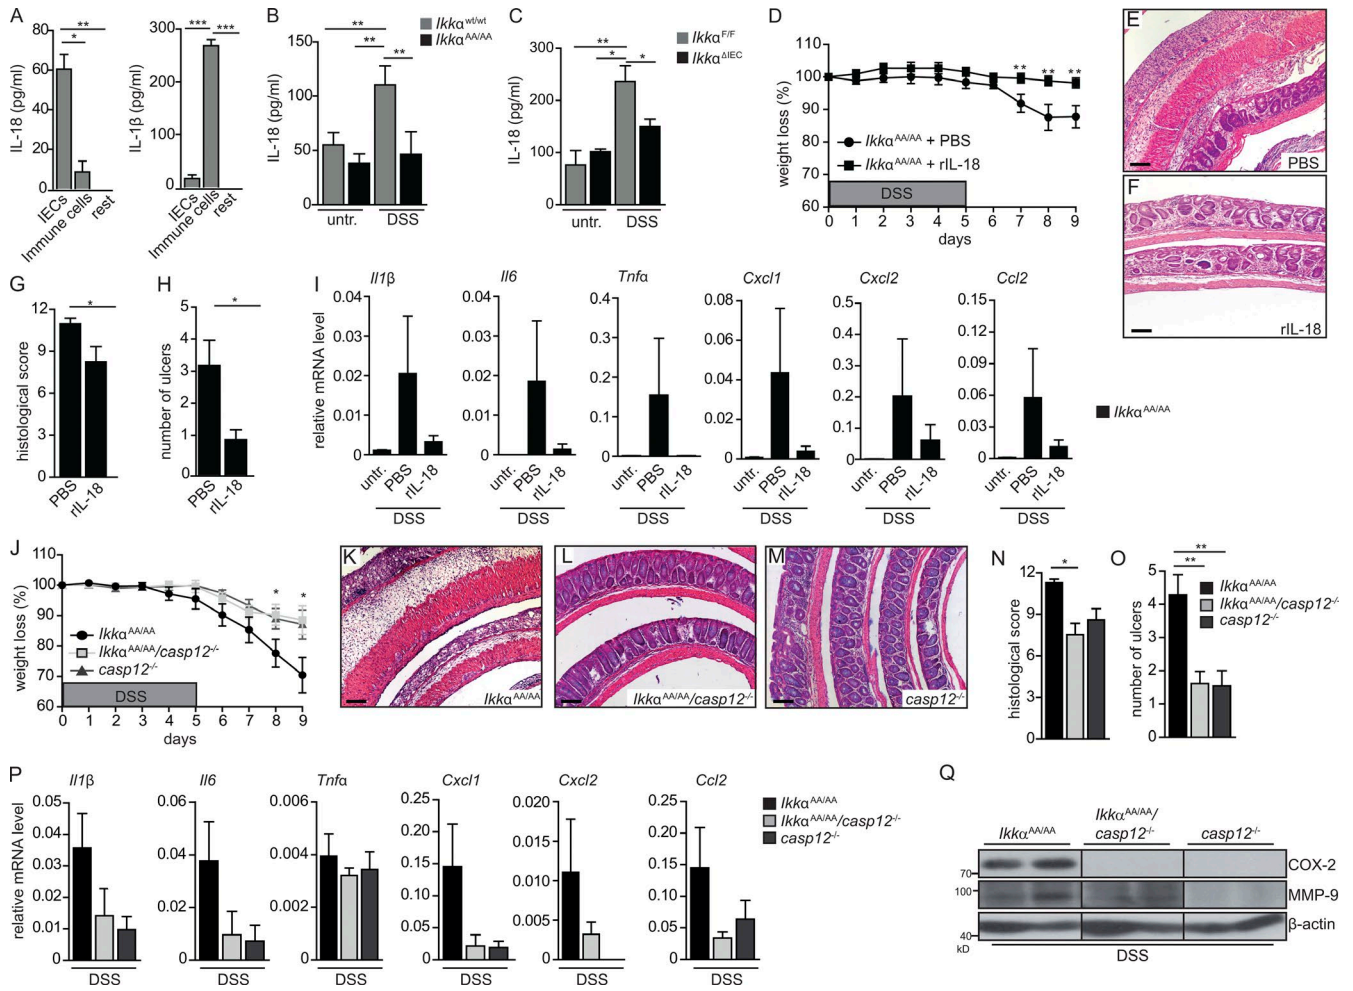 A
IL-18 (pg/ml)
80
60
40
20
0
**
*
IECs
Immune cells
rest
IL-1β (pg/ml)
300
200
100
0
***
***
IECs
Immune cells
rest
B
Ikkα^wt/wt
Ikkα^AA/AA
IL-18 (pg/ml)
150
100
50
0
**
**
**
untr.
DSS
C
Ikkα^F/F
Ikkα^ΔIEC
IL-18 (pg/ml)
300
200
100
0
**
*
*
untr.
DSS
D
weight loss (%)
110
100
90
80
70
60
** ** **
Ikkα^AA/AA + PBS
Ikkα^AA/AA + rIL-18
DSS
0 1 2 3 4 5 6 7 8 9
days
E
PBS
F
rIL-18
G
histological score
12
9
6
3
0
*
PBS
rIL-18
H
number of ulcers
5
4
3
2
1
0
*
PBS
rIL-18
I
relative mRNA level
Il1β
0.04
0.03
0.02
0.01
0
untr.
PBS
rIL-18
DSS
Il6
0.04
0.03
0.02
0.01
0
untr.
PBS
rIL-18
DSS
Tnfα
0.4
0.3
0.2
0.1
0
untr.
PBS
rIL-18
DSS
Cxcl1
0.08
0.06
0.04
0.02
0
untr.
PBS
rIL-18
DSS
Cxcl2
0.5
0.4
0.3
0.2
0.1
0
untr.
PBS
rIL-18
DSS
Ccl2
0.15
0.12
0.09
0.06
0.03
0
untr.
PBS
rIL-18
DSS
Ikkα^AA/AA
J
weight loss (%)
110
100
90
80
70
60
* *
Ikkα^AA/AA
Ikkα^AA/AA/casp12^-/-
casp12^-/-
DSS
0 1 2 3 4 5 6 7 8 9
days
K
Ikkα^AA/AA
L
Ikkα^AA/AA/casp12^-/-
M
casp12^-/-
N
histological score
12
9
6
3
0
*
O
number of ulcers
5
4
3
2
1
0
**
**
Ikkα^AA/AA
Ikkα^AA/AA/casp12^-/-
casp12^-/-
P
relative mRNA level
Il1β
0.05
0.04
0.03
0.02
0.01
0
DSS
Il6
0.06
0.04
0.02
0
DSS
Tnfα
0.006
0.004
0.002
0.000
DSS
Cxcl1
0.25
0.20
0.15
0.10
0.05
0.00
DSS
Cxcl2
0.020
0.015
0.010
0.005
0.000
DSS
Ccl2
0.25
0.20
0.15
0.10
0.05
0.00
DSS
Ikkα^AA/AA
Ikkα^AA/AA/casp12^-/-
casp12^-/-
Q
Ikkα^AA/AA
Ikkα^AA/AA/
casp12^-/-
casp12^-/-
70
COX-2
100
MMP-9
β-actin
40
kD
DSS